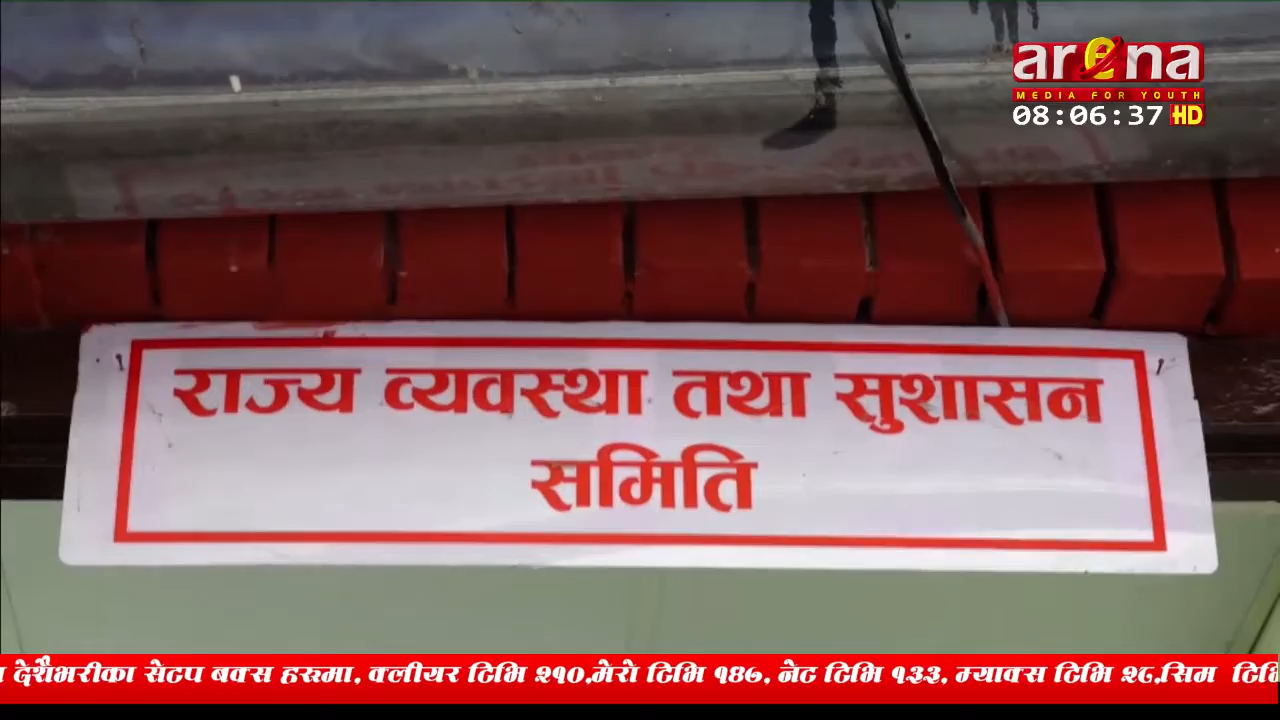 arena
MEDIA FOR YOUTH
08:06:37 HD
राज्य व्यवस्था तथा सुशासन
समिति
देशैभरीका सेटप बक्स हरुमा, क्लीयर टिभि २१०,मेरो टिभि १४७, नेट टिभि १३३, म्याक्स टिभि २८,सिम टिभि